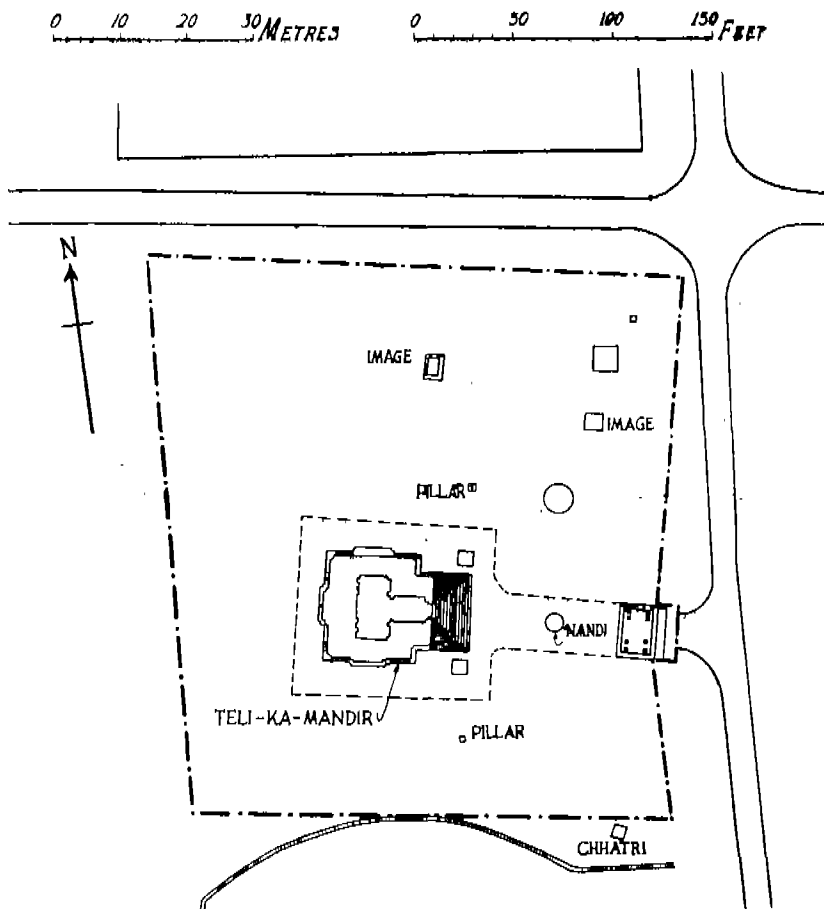 0 10 20 30 METRES 0 50 100 150 FEET
N
IMAGE
IMAGE
PILLAR
NANDI
TELI-KA-MANDIR
PILLAR
CHHATRI